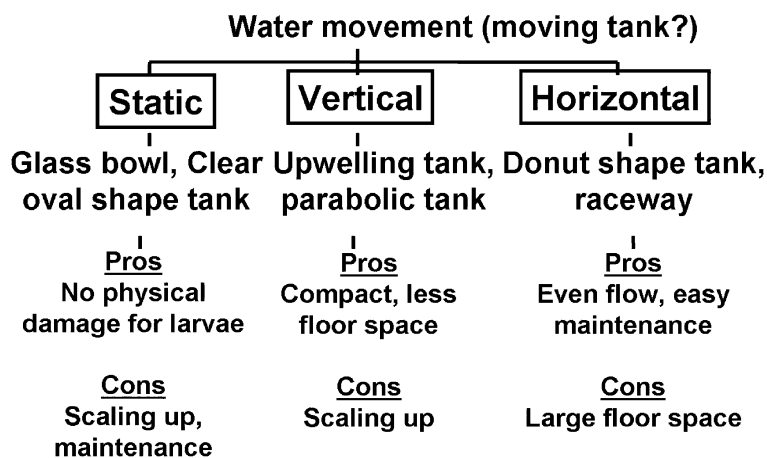 Water movement (moving tank?)
Static
Vertical
Horizontal
Glass bowl, Clear
oval shape tank
Upwelling tank,
parabolic tank
Donut shape tank,
raceway
Pros
No physical
damage for larvae
Pros
Compact, less
floor space
Pros
Even flow, easy
maintenance
Cons
Scaling up,
maintenance
Cons
Scaling up
Cons
Large floor space